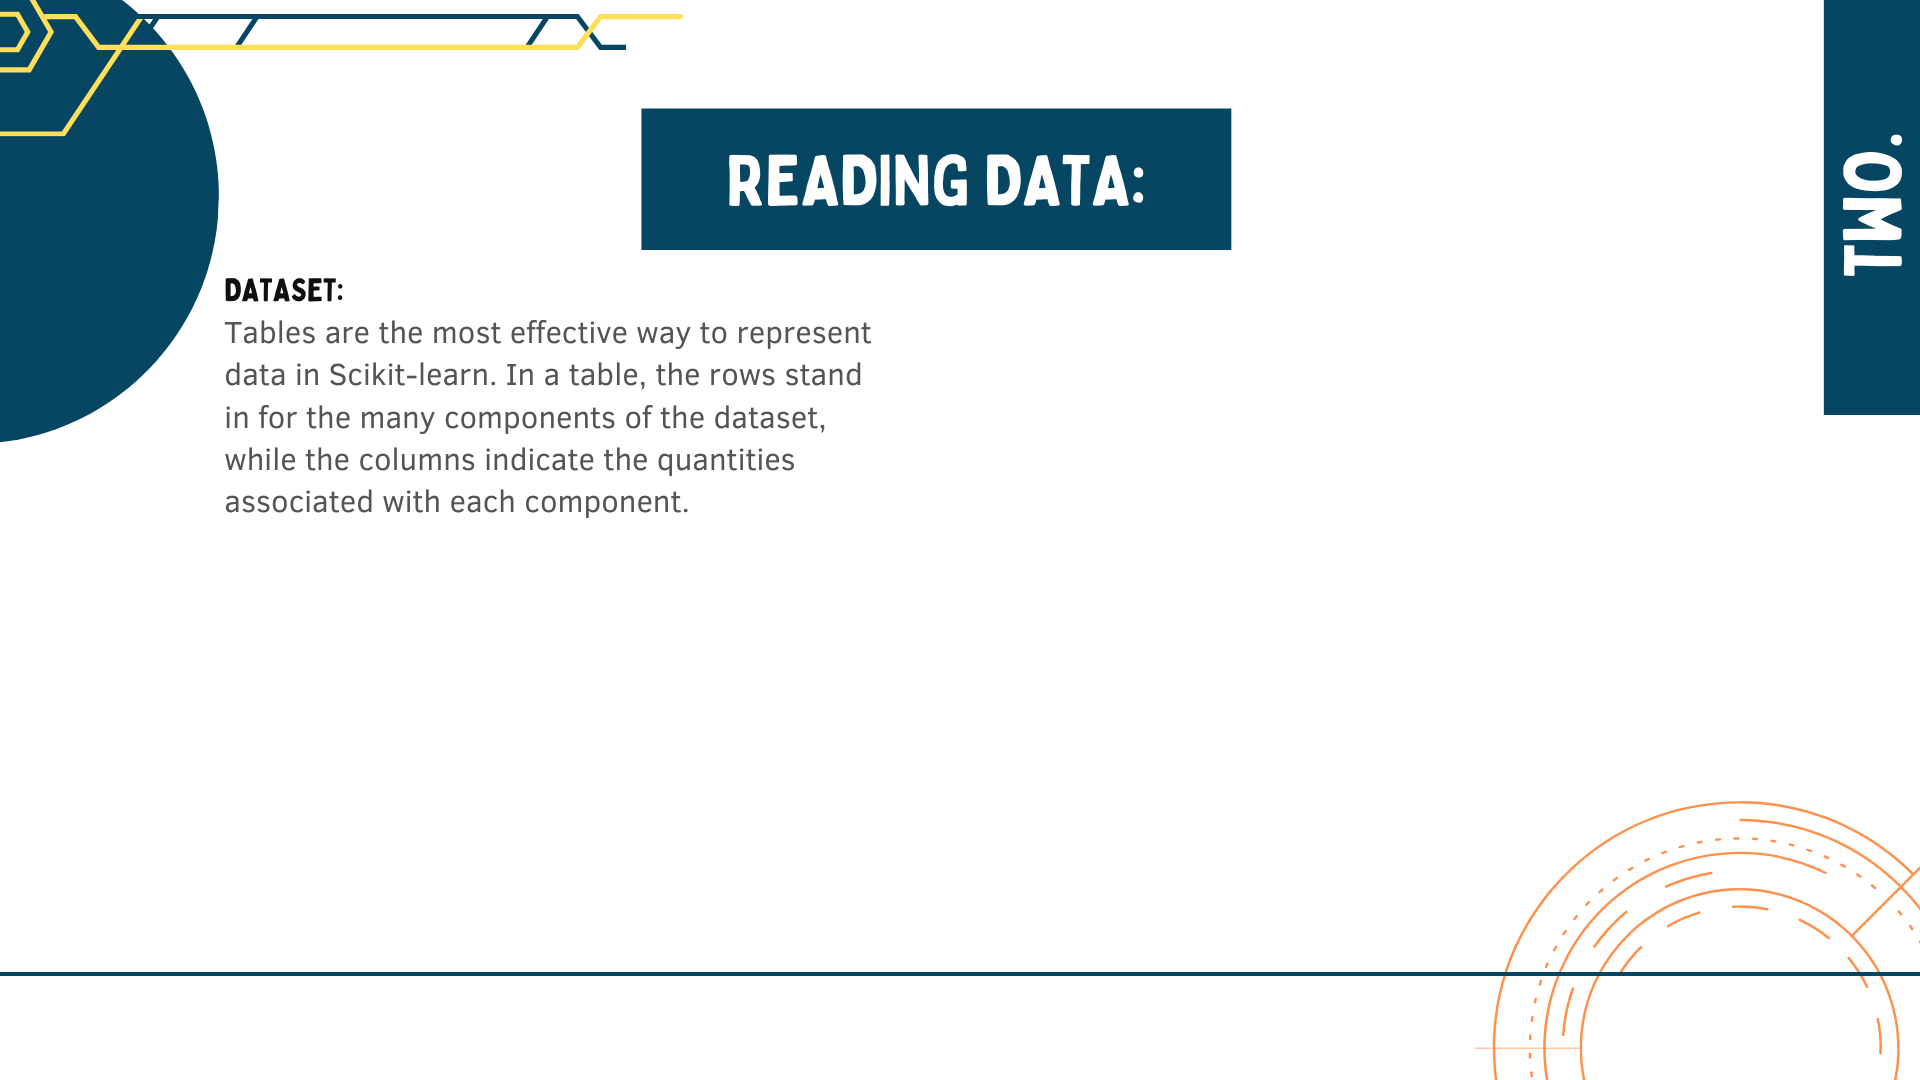 READING DATA:
TWO.
DATASET:
Tables are the most effective way to represent
data in Scikit-learn. In a table, the rows stand
in for the many components of the dataset,
while the columns indicate the quantities
associated with each component.